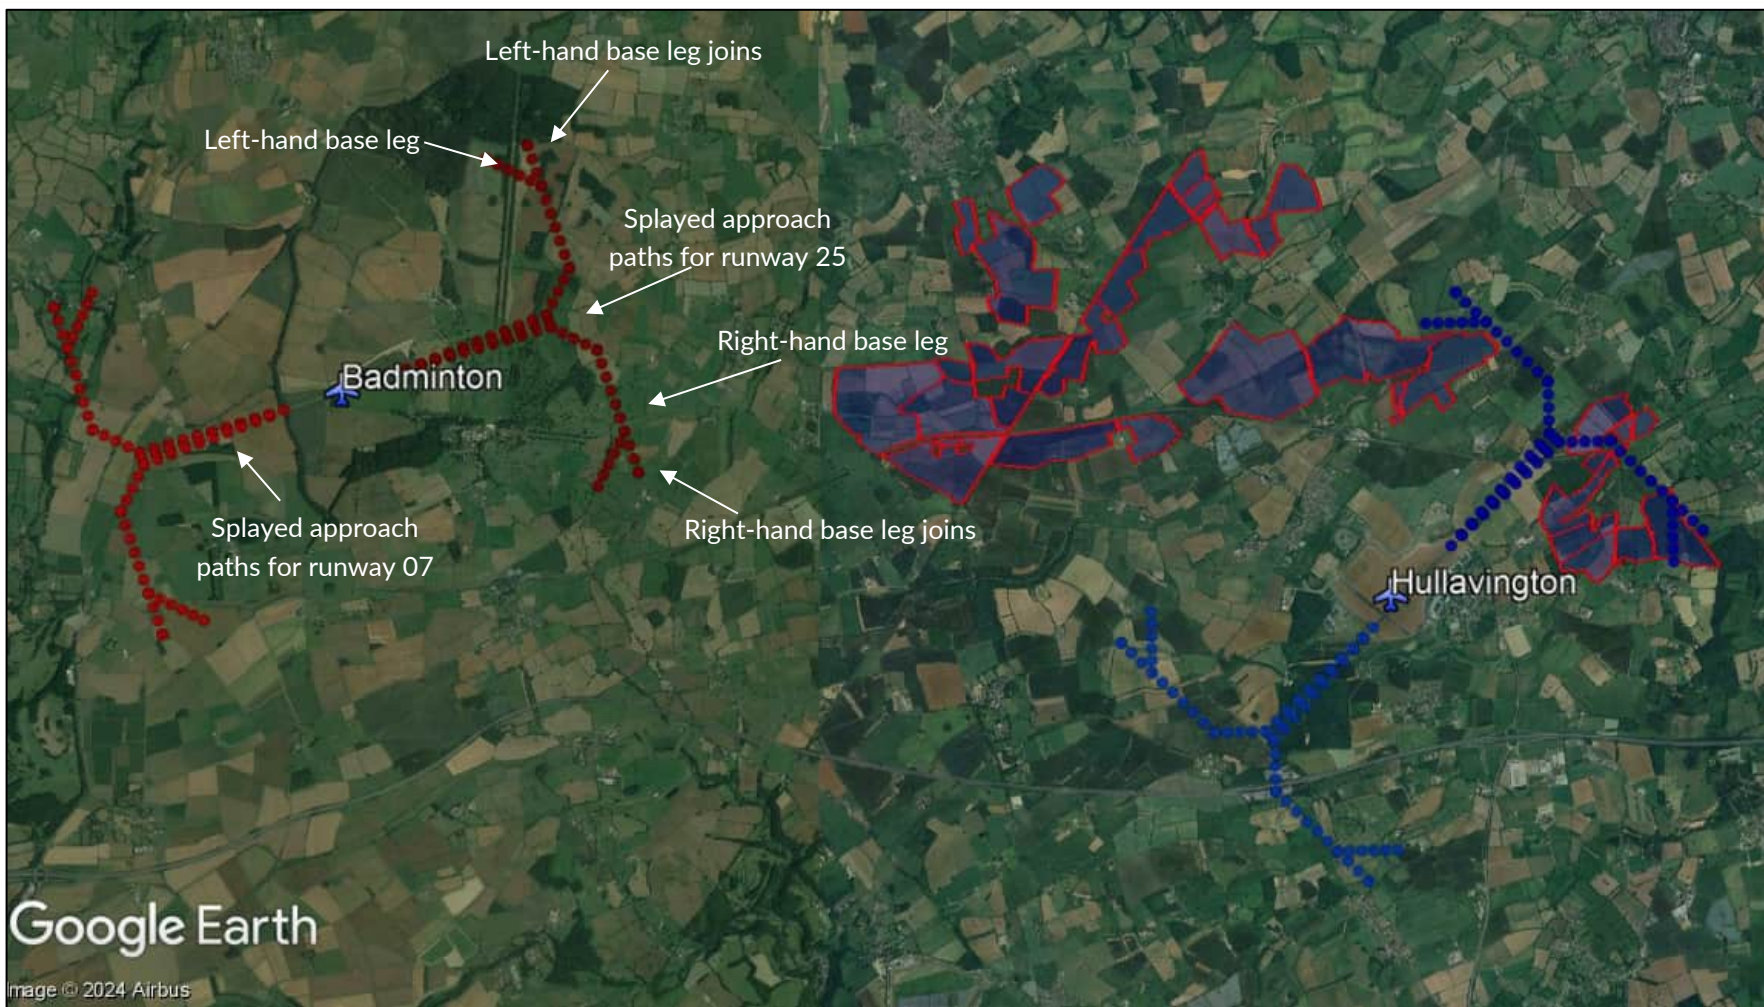 Left-hand base leg joins
Left-hand base leg
Splayed approach
paths for runway 25
Right-hand base leg
Badminton
Right-hand base leg joins
Splayed approach
paths for runway 07
Hullavington
Google Earth
mage © 2024 Airbus